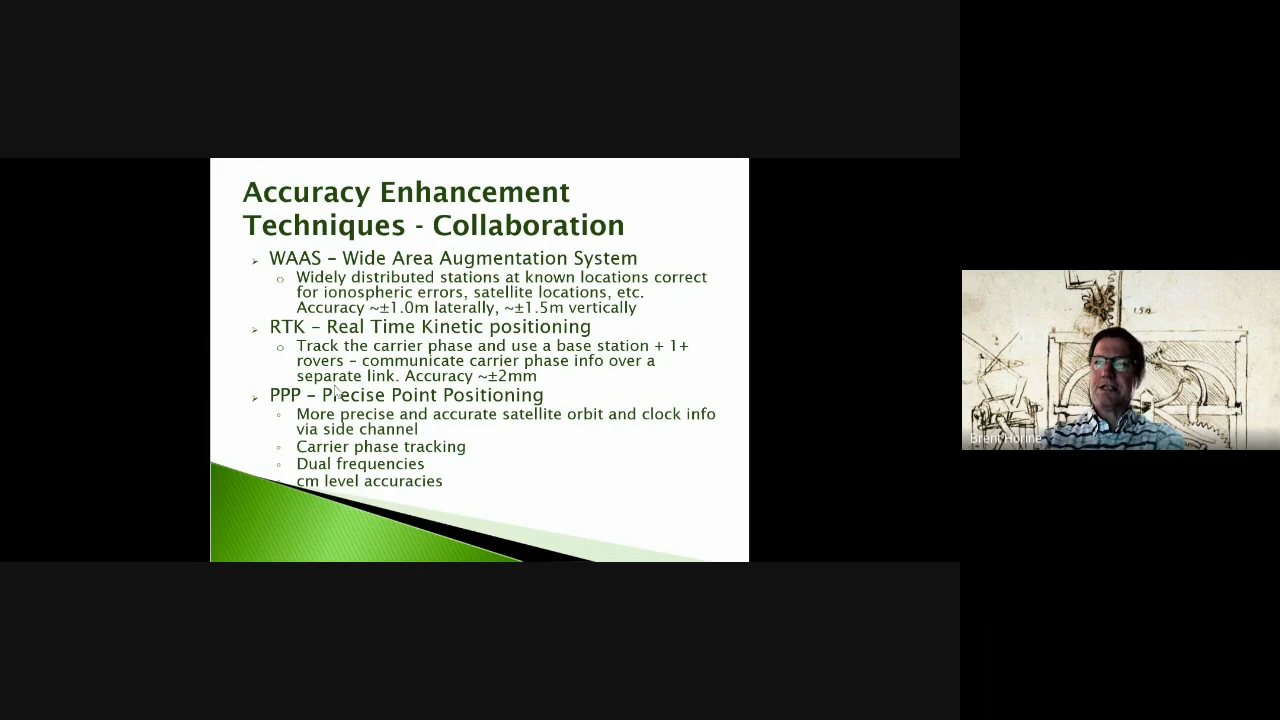 Accuracy Enhancement
Techniques - Collaboration
WAAS – Wide Area Augmentation System
Widely distributed stations at known locations correct
for ionospheric errors, satellite locations, etc.
Accuracy ~±1.0m laterally, ~±1.5m vertically
RTK – Real Time Kinetic positioning
Track the carrier phase and use a base station + 1+
rovers – communicate carrier phase info over a
separate link. Accuracy ~±2mm
PPP – Precise Point Positioning
More precise and accurate satellite orbit and clock info
via side channel
Carrier phase tracking
Dual frequencies
cm level accuracies
Brent Horine